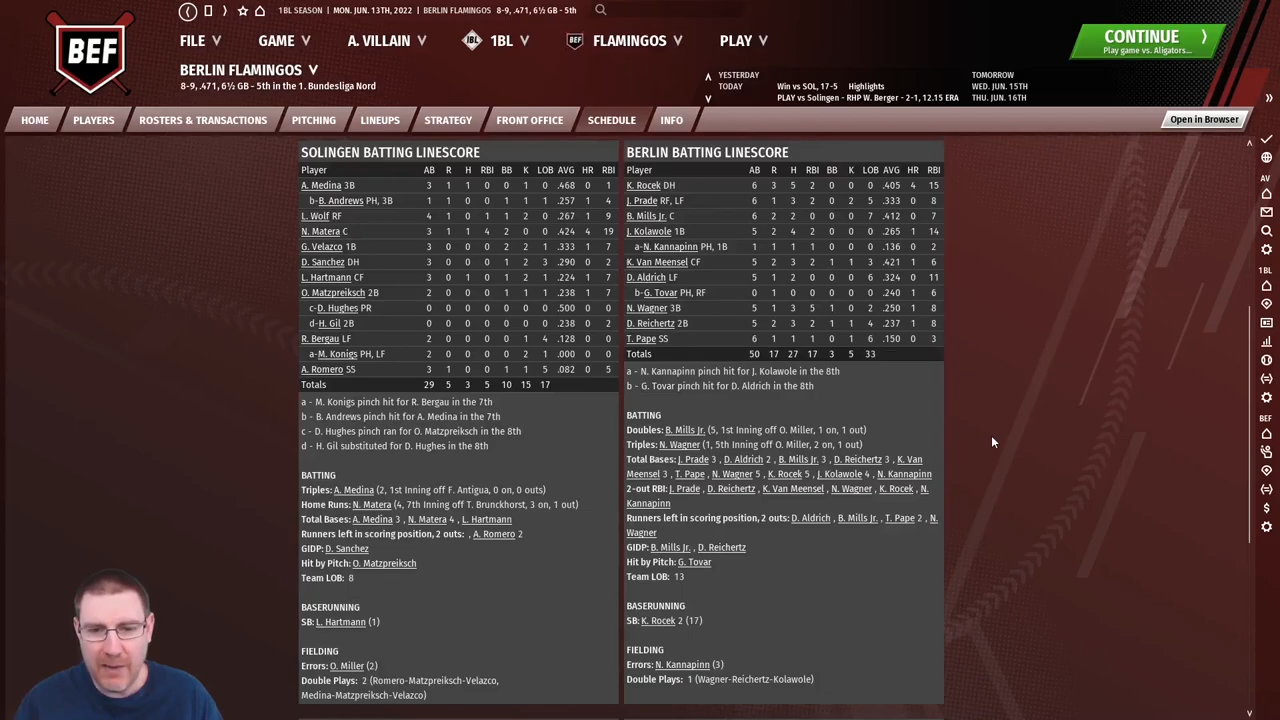 1BL SEASON | MON. JUN. 13TH, 2022 | BERLIN FLAMINGOS 8-9, .471, 6½ GB - 5th
BEF
FILE GAME A. VILLAIN 1BL FLAMINGOS PLAY
CONTINUE
Play game vs. Aligators...
BERLIN FLAMINGOS
8-9, .471, 6½ GB - 5th in the 1. Bundesliga Nord
YESTERDAY
TODAY
Win vs SOL, 17-5 Highlights
PLAY vs Solingen - RHP W. Berger - 2-1, 12.15 ERA
TOMORROW
WED. JUN. 15TH
THU. JUN. 16TH
HOME PLAYERS ROSTERS & TRANSACTIONS PITCHING LINEUPS STRATEGY FRONT OFFICE SCHEDULE INFO
Open in Browser
SOLINGEN BATTING LINESCORE
Player AB R H RBI BB K LOB AVG HR RBI
A. Medina 3B 3 1 1 0 0 1 0 .468 0 1
b-B. Andrews PH, 3B 1 1 0 0 1 1 1 .257 1 4
L. Wolf RF 4 1 0 1 1 2 0 .267 1 9
N. Matera C 3 1 1 4 2 0 0 .424 4 19
G. Velazco 1B 3 0 0 0 2 2 1 .333 1 7
D. Sanchez DH 3 0 0 0 1 2 3 .290 0 2
L. Hartmann CF 3 0 1 0 1 2 1 .224 1 7
O. Matzpreiksch 2B 2 0 0 0 1 1 1 .238 1 7
c-D. Hughes PR 0 0 0 0 0 0 0 .500 0 0
d-H. Gil 2B 0 0 0 0 0 0 0 .238 0 2
R. Bergau LF 2 0 0 0 0 1 4 .128 0 0
a-M. Konigs PH, LF 2 0 0 0 0 2 1 .000 0 0
A. Romero SS 3 1 0 0 1 1 5 .082 0 5
Totals 29 5 3 5 10 15 17
a - M. Konigs pinch hit for R. Bergau in the 7th
b - B. Andrews pinch hit for A. Medina in the 7th
c - D. Hughes pinch ran for O. Matzpreiksch in the 8th
d - H. Gil substituted for D. Hughes in the 8th
BATTING
Triples: A. Medina (2, 1st Inning off F. Antigua, 0 on, 0 outs)
Home Runs: N. Matera (4, 7th Inning off T. Brunckhorst, 3 on, 1 out)
Total Bases: A. Medina 3 , N. Matera 4 , L. Hartmann
Runners left in scoring position, 2 outs: , A. Romero 2
GIDP: D. Sanchez
Hit by Pitch: O. Matzpreiksch
Team LOB: 8
BASERUNNING
SB: L. Hartmann (1)
FIELDING
Errors: O. Miller (2)
Double Plays: 2 (Romero-Matzpreiksch-Velazco,
Medina-Matzpreiksch-Velazco)
BERLIN BATTING LINESCORE
Player AB R H RBI BB K LOB AVG HR RBI
K. Rocek DH 6 3 5 2 0 0 0 .405 4 15
J. Prade RF, LF 6 2 3 1 0 2 5 .333 0 8
B. Mills Jr. C 6 2 2 0 0 0 7 .412 0 7
J. Kolawole 1B 5 2 4 2 0 0 0 .265 1 14
a-N. Kannapinn PH, 1B 1 1 1 1 0 0 0 .136 0 2
K. Van Meensel CF 5 2 3 2 1 1 3 .421 1 6
D. Aldrich LF 5 1 2 0 0 0 6 .324 0 11
b-G. Tovar PH, RF 0 1 0 0 0 0 0 .240 1 6
N. Wagner 3B 5 1 3 5 1 0 2 .250 1 8
D. Reichertz 2B 5 2 3 3 1 1 4 .237 1 8
T. Pape SS 6 1 1 1 0 1 6 .150 0 3
Totals 50 17 27 17 3 5 33
a - N. Kannapinn pinch hit for J. Kolawole in the 8th
b - G. Tovar pinch hit for D. Aldrich in the 8th
BATTING
Doubles: B. Mills Jr. (5, 1st Inning off O. Miller, 1 on, 1 out)
Triples: N. Wagner (1, 5th Inning off O. Miller, 2 on, 1 out)
Total Bases: J. Prade 3 , D. Aldrich 2 , B. Mills Jr. 3 , D. Reichertz 3 , K. Van
Meensel 3 , T. Pape , N. Wagner 5 , K. Rocek 5 , J. Kolawole 4 , N. Kannapinn
2-out RBI: J. Prade , D. Reichertz , K. Van Meensel , N. Wagner , K. Rocek , N.
Kannapinn
Runners left in scoring position, 2 outs: D. Aldrich , B. Mills Jr. , T. Pape 2 , N.
Wagner
GIDP: B. Mills Jr. , D. Reichertz
Hit by Pitch: G. Tovar
Team LOB: 13
BASERUNNING
SB: K. Rocek 2 (17)
FIELDING
Errors: N. Kannapinn (3)
Double Plays: 1 (Wagner-Reichertz-Kolawole)
AV
1BL
BEF